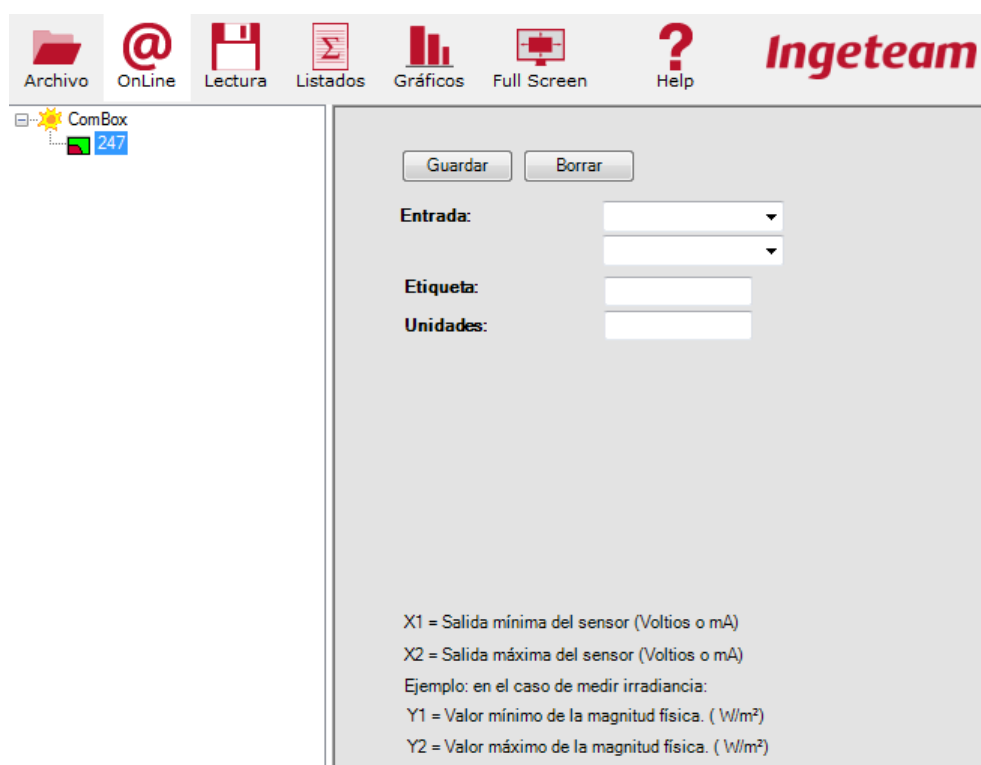 Archivo OnLine Lectura Listados Gráficos Full Screen Help Ingeteam
ComBox
247
Guardar Borrar
Entrada:
Etiqueta:
Unidades:
X1 = Salida mínima del sensor (Voltios o mA)
X2 = Salida máxima del sensor (Voltios o mA)
Ejemplo: en el caso de medir irradiancia:
Y1 = Valor mínimo de la magnitud física. ( W/m²)
Y2 = Valor máximo de la magnitud física. ( W/m²)